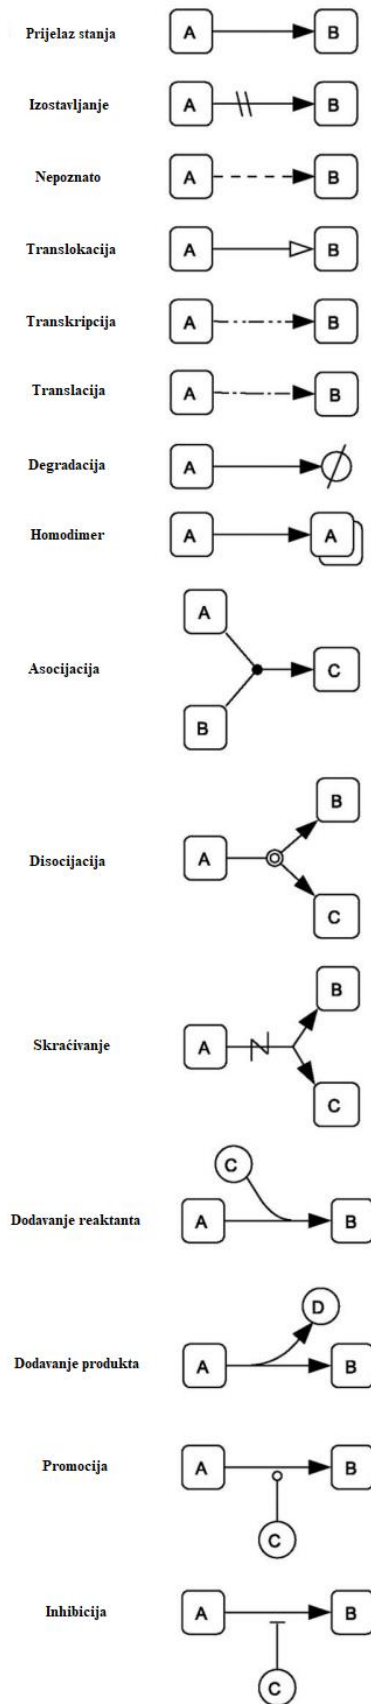 Prijelaz stanja A B
Izostavljanje A B
Nepoznato A B
Translokacija A B
Transkripcija A B
Translacija A B
Degradacija A
Homodimer A A
A
Asocijacija C
B
B
Disocijacija A
C
B
Skraćivanje A
C
C
Dodavanje reaktanta A B
D
Dodavanje produkta A B
Promocija A B
C
Inhibicija A B
C